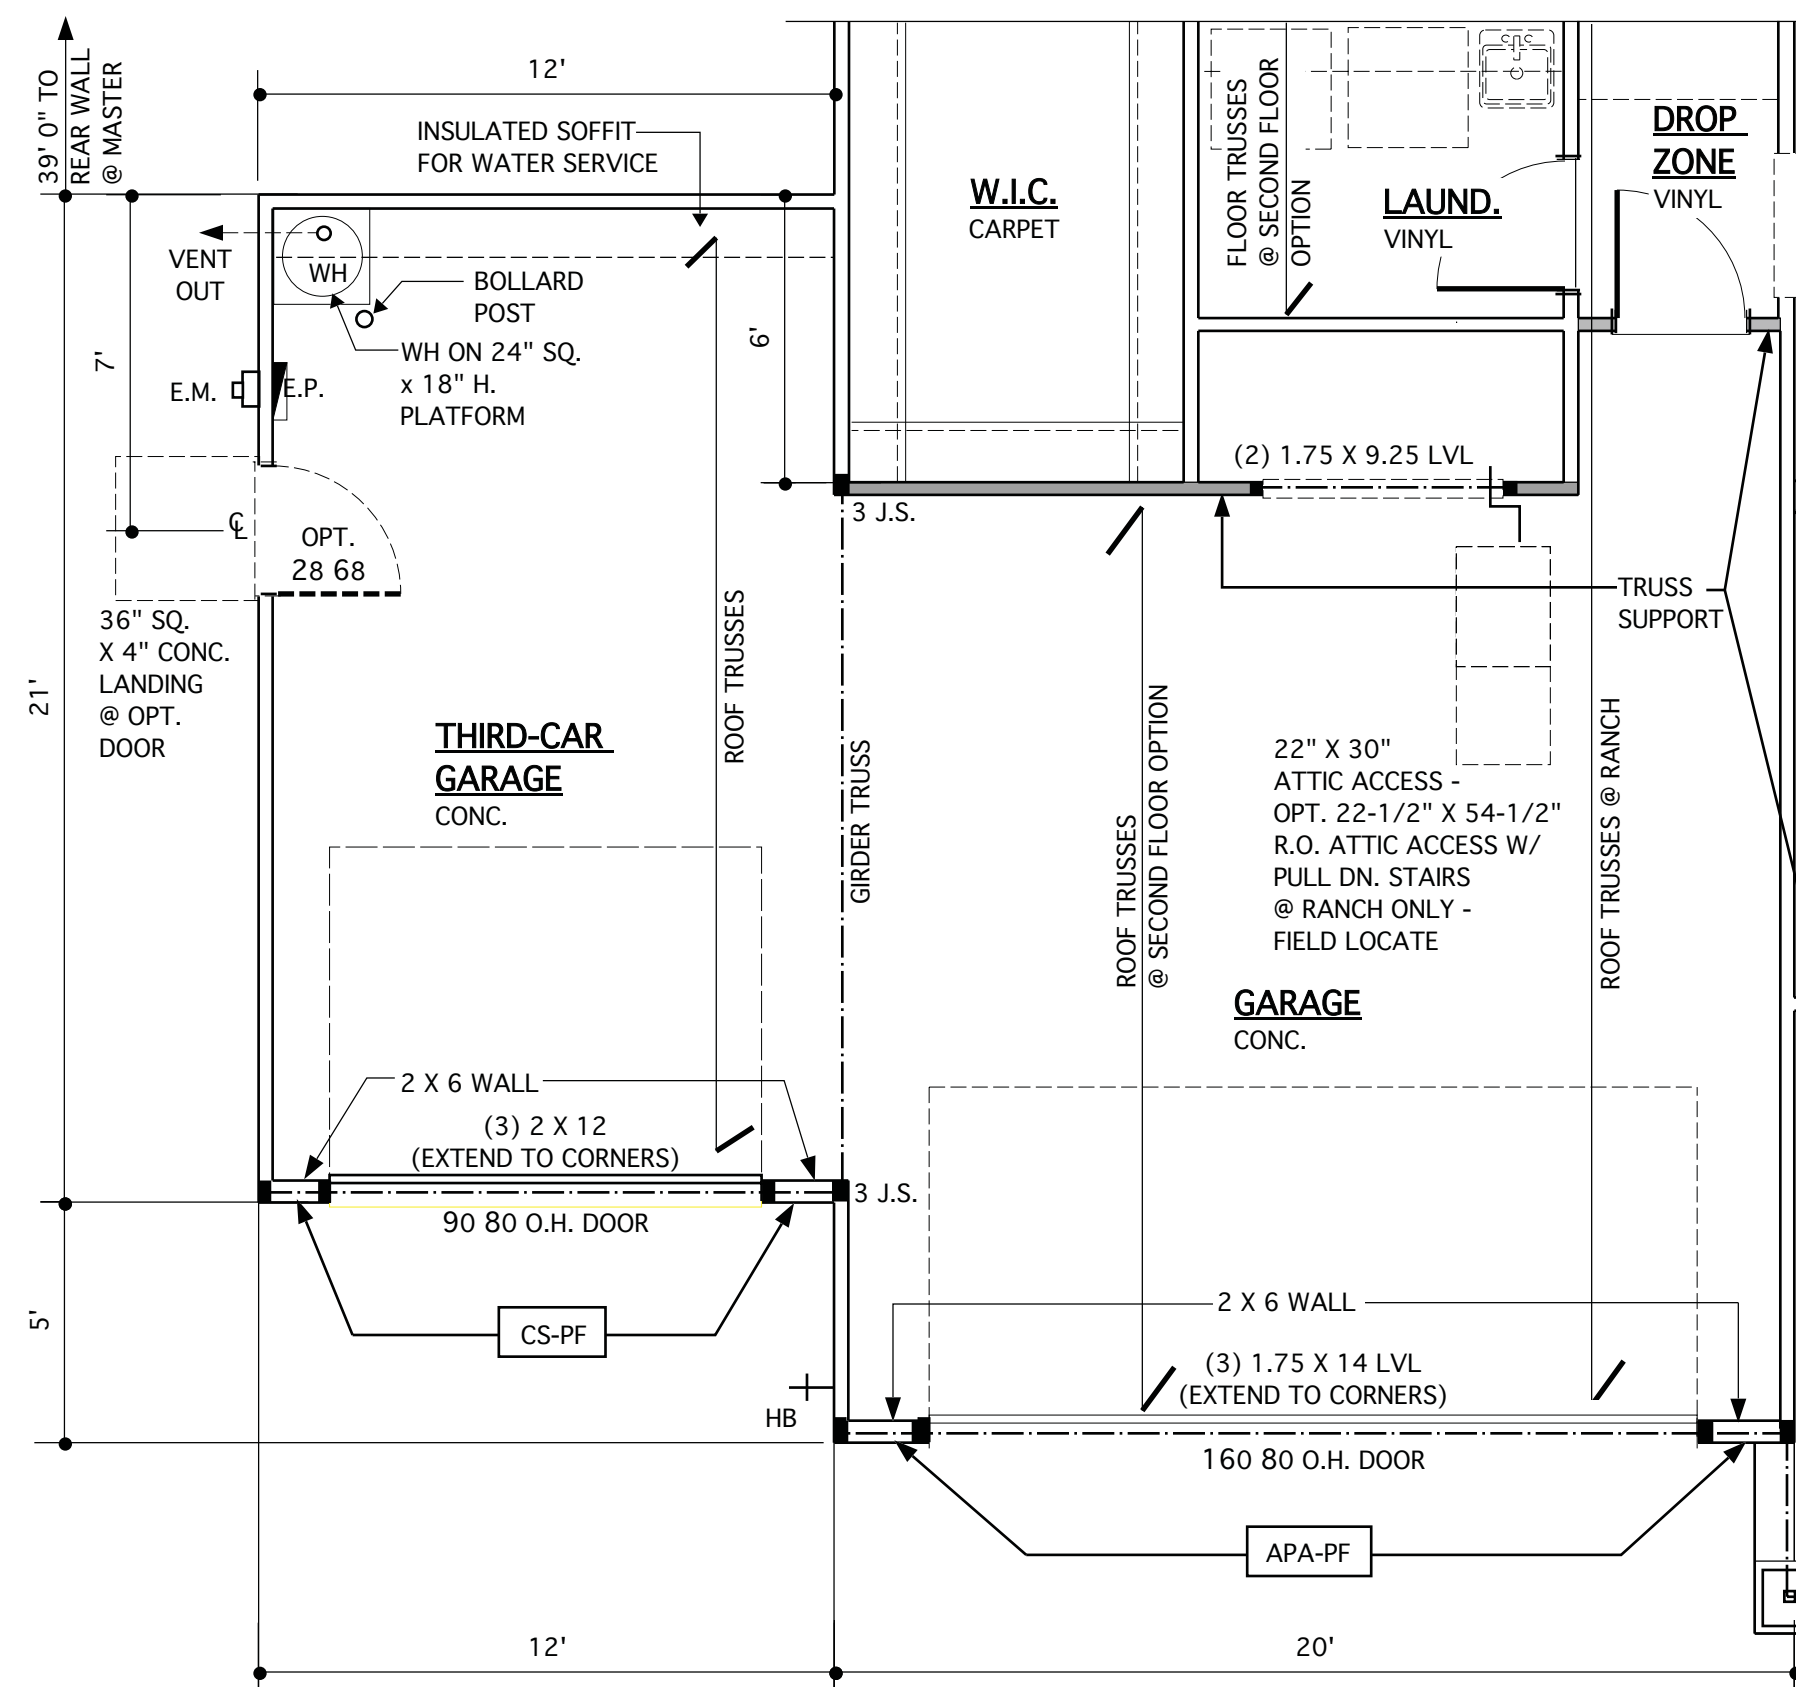 39' 0" TO
REAR WALL
@ MASTER
12'
INSULATED SOFFIT
FOR WATER SERVICE
FLOOR TRUSSES
@ SECOND FLOOR
OPTION
DROP
ZONE
VINYL
W.I.C.
CARPET
LAUND.
VINYL
VENT
OUT
WH
BOLLARD
POST
WH ON 24" SQ.
x 18" H.
PLATFORM
7'
6'
E.M.
E.P.
(2) 1.75 X 9.25 LVL
3 J.S.
℄
OPT.
28 68
TRUSS
SUPPORT
36" SQ.
X 4" CONC.
LANDING
@ OPT.
DOOR
21'
ROOF TRUSSES
THIRD-CAR
GARAGE
CONC.
GIRDER TRUSS
ROOF TRUSSES
@ SECOND FLOOR OPTION
22" X 30"
ATTIC ACCESS -
OPT. 22-1/2" X 54-1/2"
R.O. ATTIC ACCESS W/
PULL DN. STAIRS
@ RANCH ONLY -
FIELD LOCATE
ROOF TRUSSES @ RANCH
GARAGE
CONC.
2 X 6 WALL
(3) 2 X 12
(EXTEND TO CORNERS)
3 J.S.
90 80 O.H. DOOR
5'
CS-PF
2 X 6 WALL
(3) 1.75 X 14 LVL
(EXTEND TO CORNERS)
HB
160 80 O.H. DOOR
APA-PF
12'
20'